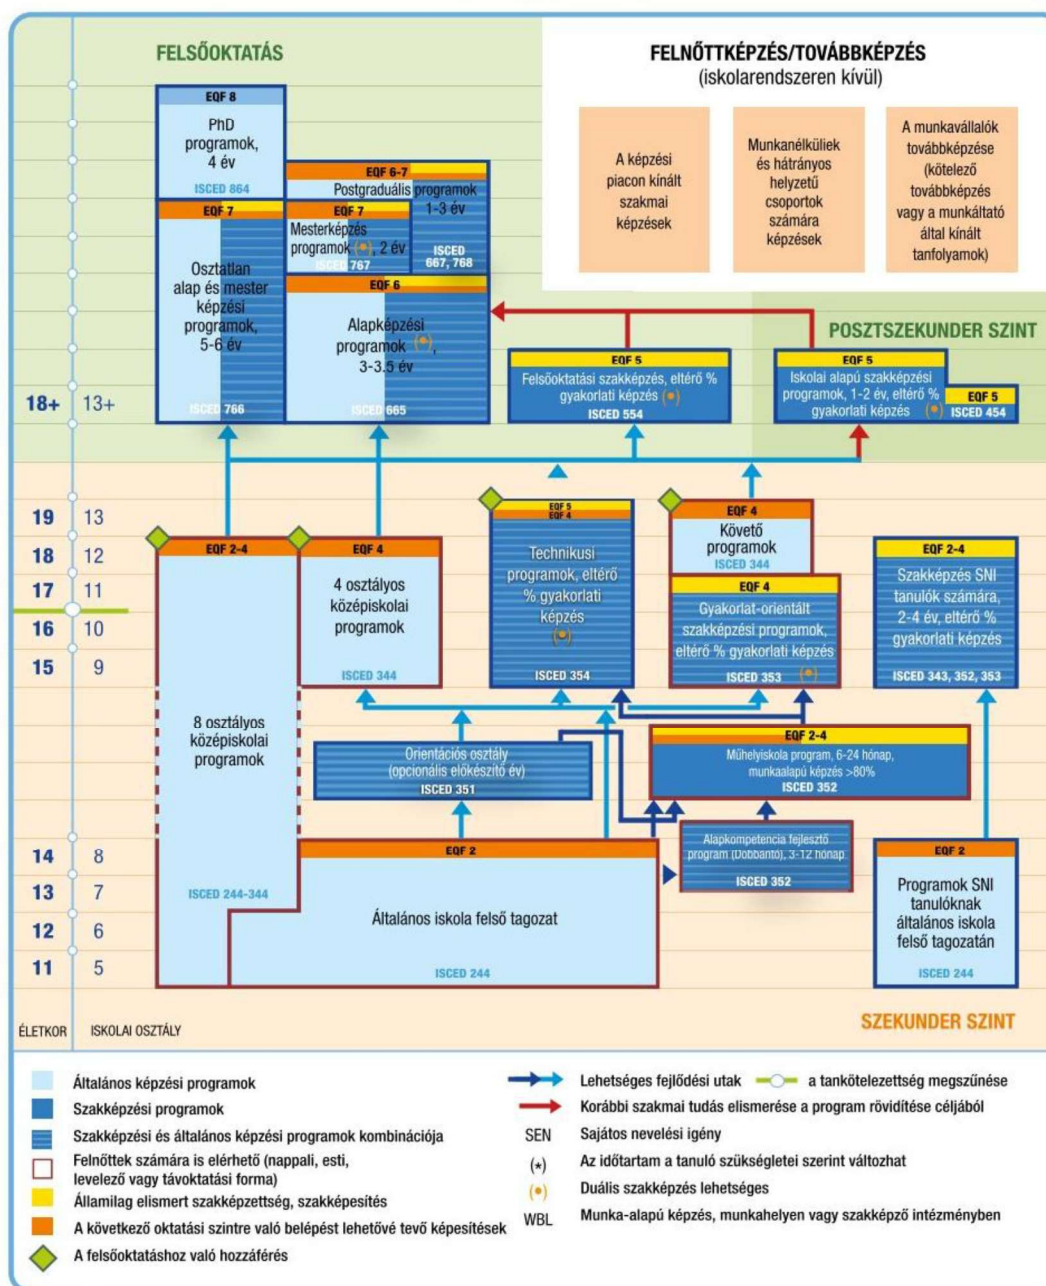 FELSŐOKTATÁS
FELNŐTTKÉPZÉS/TOVÁBBKÉPZÉS
(iskolarendszeren kívül)
A képzési
piacon kínált
szakmai
képzések
Munkanélküliek
és hátrányos
helyzetű
csoportok
számára
képzések
A munkavállalók
továbbképzése
(kötelező
továbbképzés
vagy a munkáltató
által kínált
tanfolyamok)
EQF 8
PhD
programok,
4 év
ISCED 864
EQF 6-7
Postgraduális programok
1-3 év
ISCED
667, 768
EQF 7
Mesterképzés
programok (•), 2 év
ISCED 767
EQF 7
Osztatlan
alap és mester
képzési
programok,
5-6 év
ISCED 766
EQF 6
Alapképzési
programok (•),
3-3.5 év
ISCED 665
POSZTSZEKUNDER SZINT
EQF 5
Felsőoktatási szakképzés, eltérő %
gyakorlati képzés (•)
ISCED 554
EQF 5
Iskolai alapú szakképzési
programok, 1-2 év, eltérő %
gyakorlati képzés (•)
EQF 5
ISCED 454
18+ 13+
19 13
18 12
17 11
16 10
15 9
14 8
13 7
12 6
11 5
ÉLETKOR ISKOLAI OSZTÁLY
EQF 2-4
8 osztályos
középiskolai
programok
ISCED 244-344
EQF 4
4 osztályos
középiskolai
programok
ISCED 344
EQF 5
EQF 4
Technikusi
programok, eltérő
% gyakorlati
képzés
(•)
ISCED 354
EQF 4
Követő
programok
ISCED 344
EQF 4
Gyakorlat-orientált
szakképzési programok,
eltérő % gyakorlati képzés
ISCED 353 (•)
EQF 2-4
Szakképzés SNI
tanulók számára,
2-4 év, eltérő %
gyakorlati képzés
ISCED 343, 352, 353
Orientációs osztály
(opcionális előkészítő év)
ISCED 351
EQF 2-4
Műhelyiskola program, 6-24 hónap,
munkaalapú képzés >80%
ISCED 352
Alapkompetencia fejlesztő
program (Dobbantó), 3-12 hónap
ISCED 352
EQF 2
Általános iskola felső tagozat
ISCED 244
EQF 2
Programok SNI
tanulóknak
általános iskola
felső tagozatán
ISCED 244
SZEKUNDER SZINT
Általános képzési programok
Szakképzési programok
Szakképzési és általános képzési programok kombinációja
Felnőttek számára is elérhető (nappali, esti,
levelező vagy távoktatási forma)
Államilag elismert szakképzettség, szakképesítés
A következő oktatási szintre való belépést lehetővé tevő képesítések
A felsőoktatáshoz való hozzáférés
Lehetséges fejlődési utak
a tankötelezettség megszűnése
Korábbi szakmai tudás elismerése a program rövidítése céljából
SEN Sajátos nevelési igény
(*) Az időtartam a tanuló szükségletei szerint változhat
(•) Duális szakképzés lehetséges
WBL Munka-alapú képzés, munkahelyen vagy szakképző intézményben